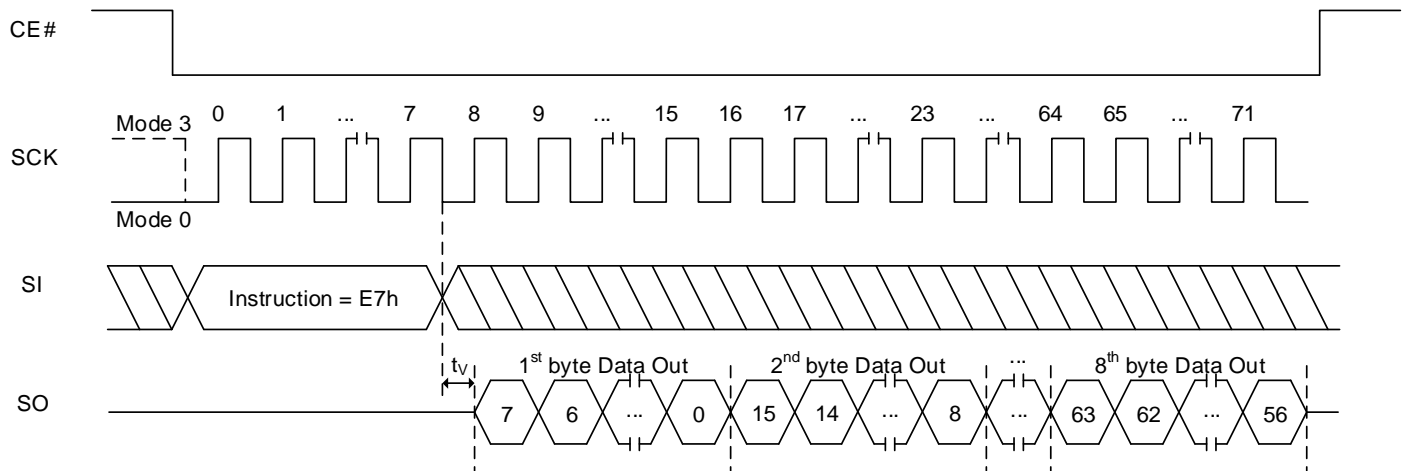 CE#
0 1 ... 7 8 9 ... 15 16 17 ... 23 ... 64 65 ... 71
Mode 3
SCK
Mode 0
SI
Instruction = E7h
tV 1st byte Data Out 2nd byte Data Out ... 8th byte Data Out
SO
7 6 ... 0 15 14 ... 8 ... 63 62 ... 56